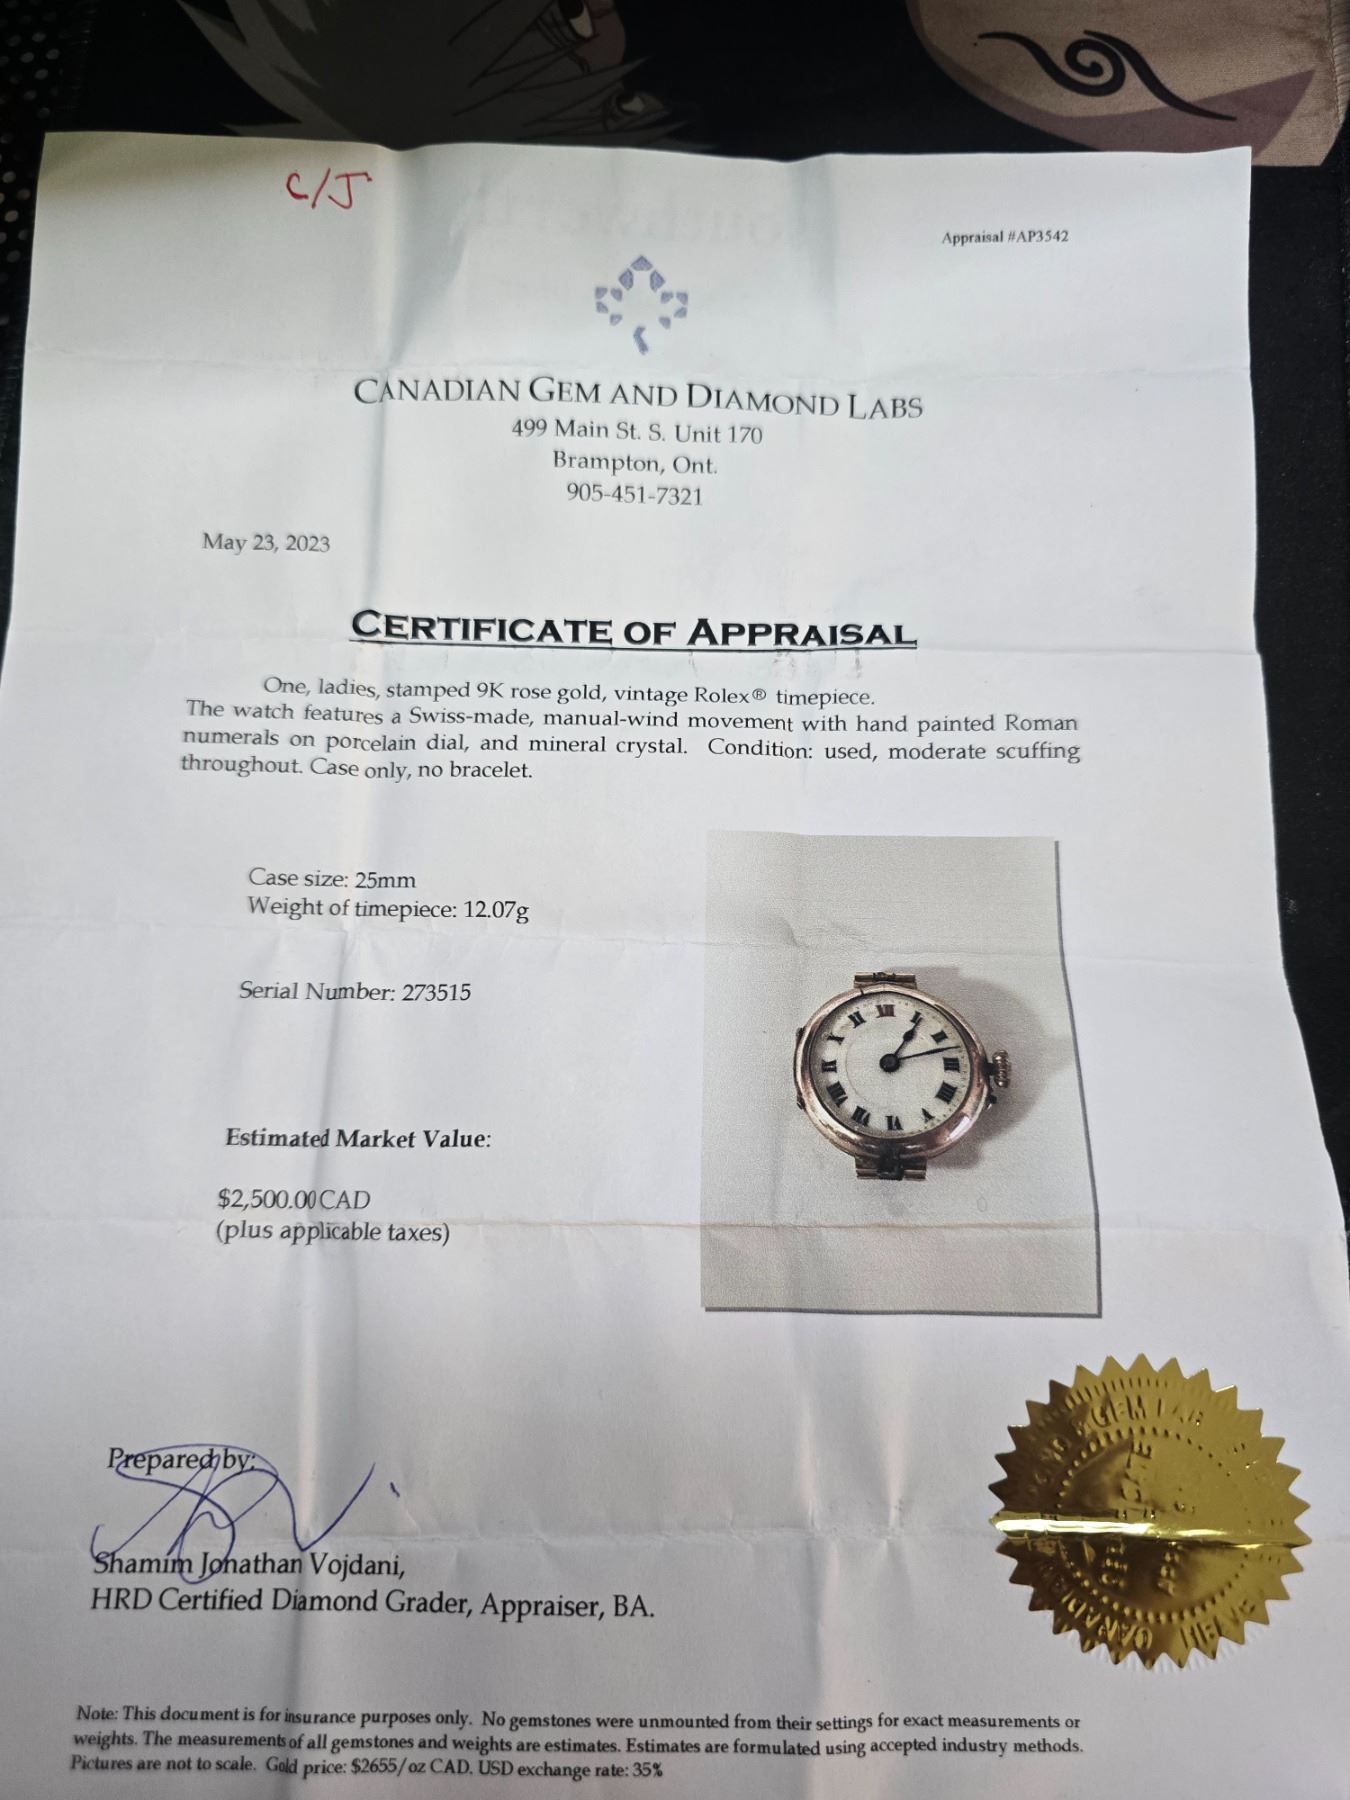 C/J
Appraisal #AP3542
CANADIAN GEM AND DIAMOND LABS
499 Main St. S. Unit 170
Brampton, Ont.
905-451-7321
May 23, 2023
CERTIFICATE OF APPRAISAL
One, ladies, stamped 9K rose gold, vintage Rolex® timepiece.
The watch features a Swiss-made, manual-wind movement with hand painted Roman
numerals on porcelain dial, and mineral crystal. Condition: used, moderate scuffing
throughout. Case only, no bracelet.
Case size: 25mm
Weight of timepiece: 12.07g
Serial Number: 273515
Estimated Market Value:
$2,500.00 CAD
(plus applicable taxes)
Prepared by:
Shamim Jonathan Vojdani,
HRD Certified Diamond Grader, Appraiser, BA.
Note: This document is for insurance purposes only. No gemstones were unmounted from their settings for exact measurements or
weights. The measurements of all gemstones and weights are estimates. Estimates are formulated using accepted industry methods.
Pictures are not to scale. Gold price: $2655/oz CAD. USD exchange rate: 35%